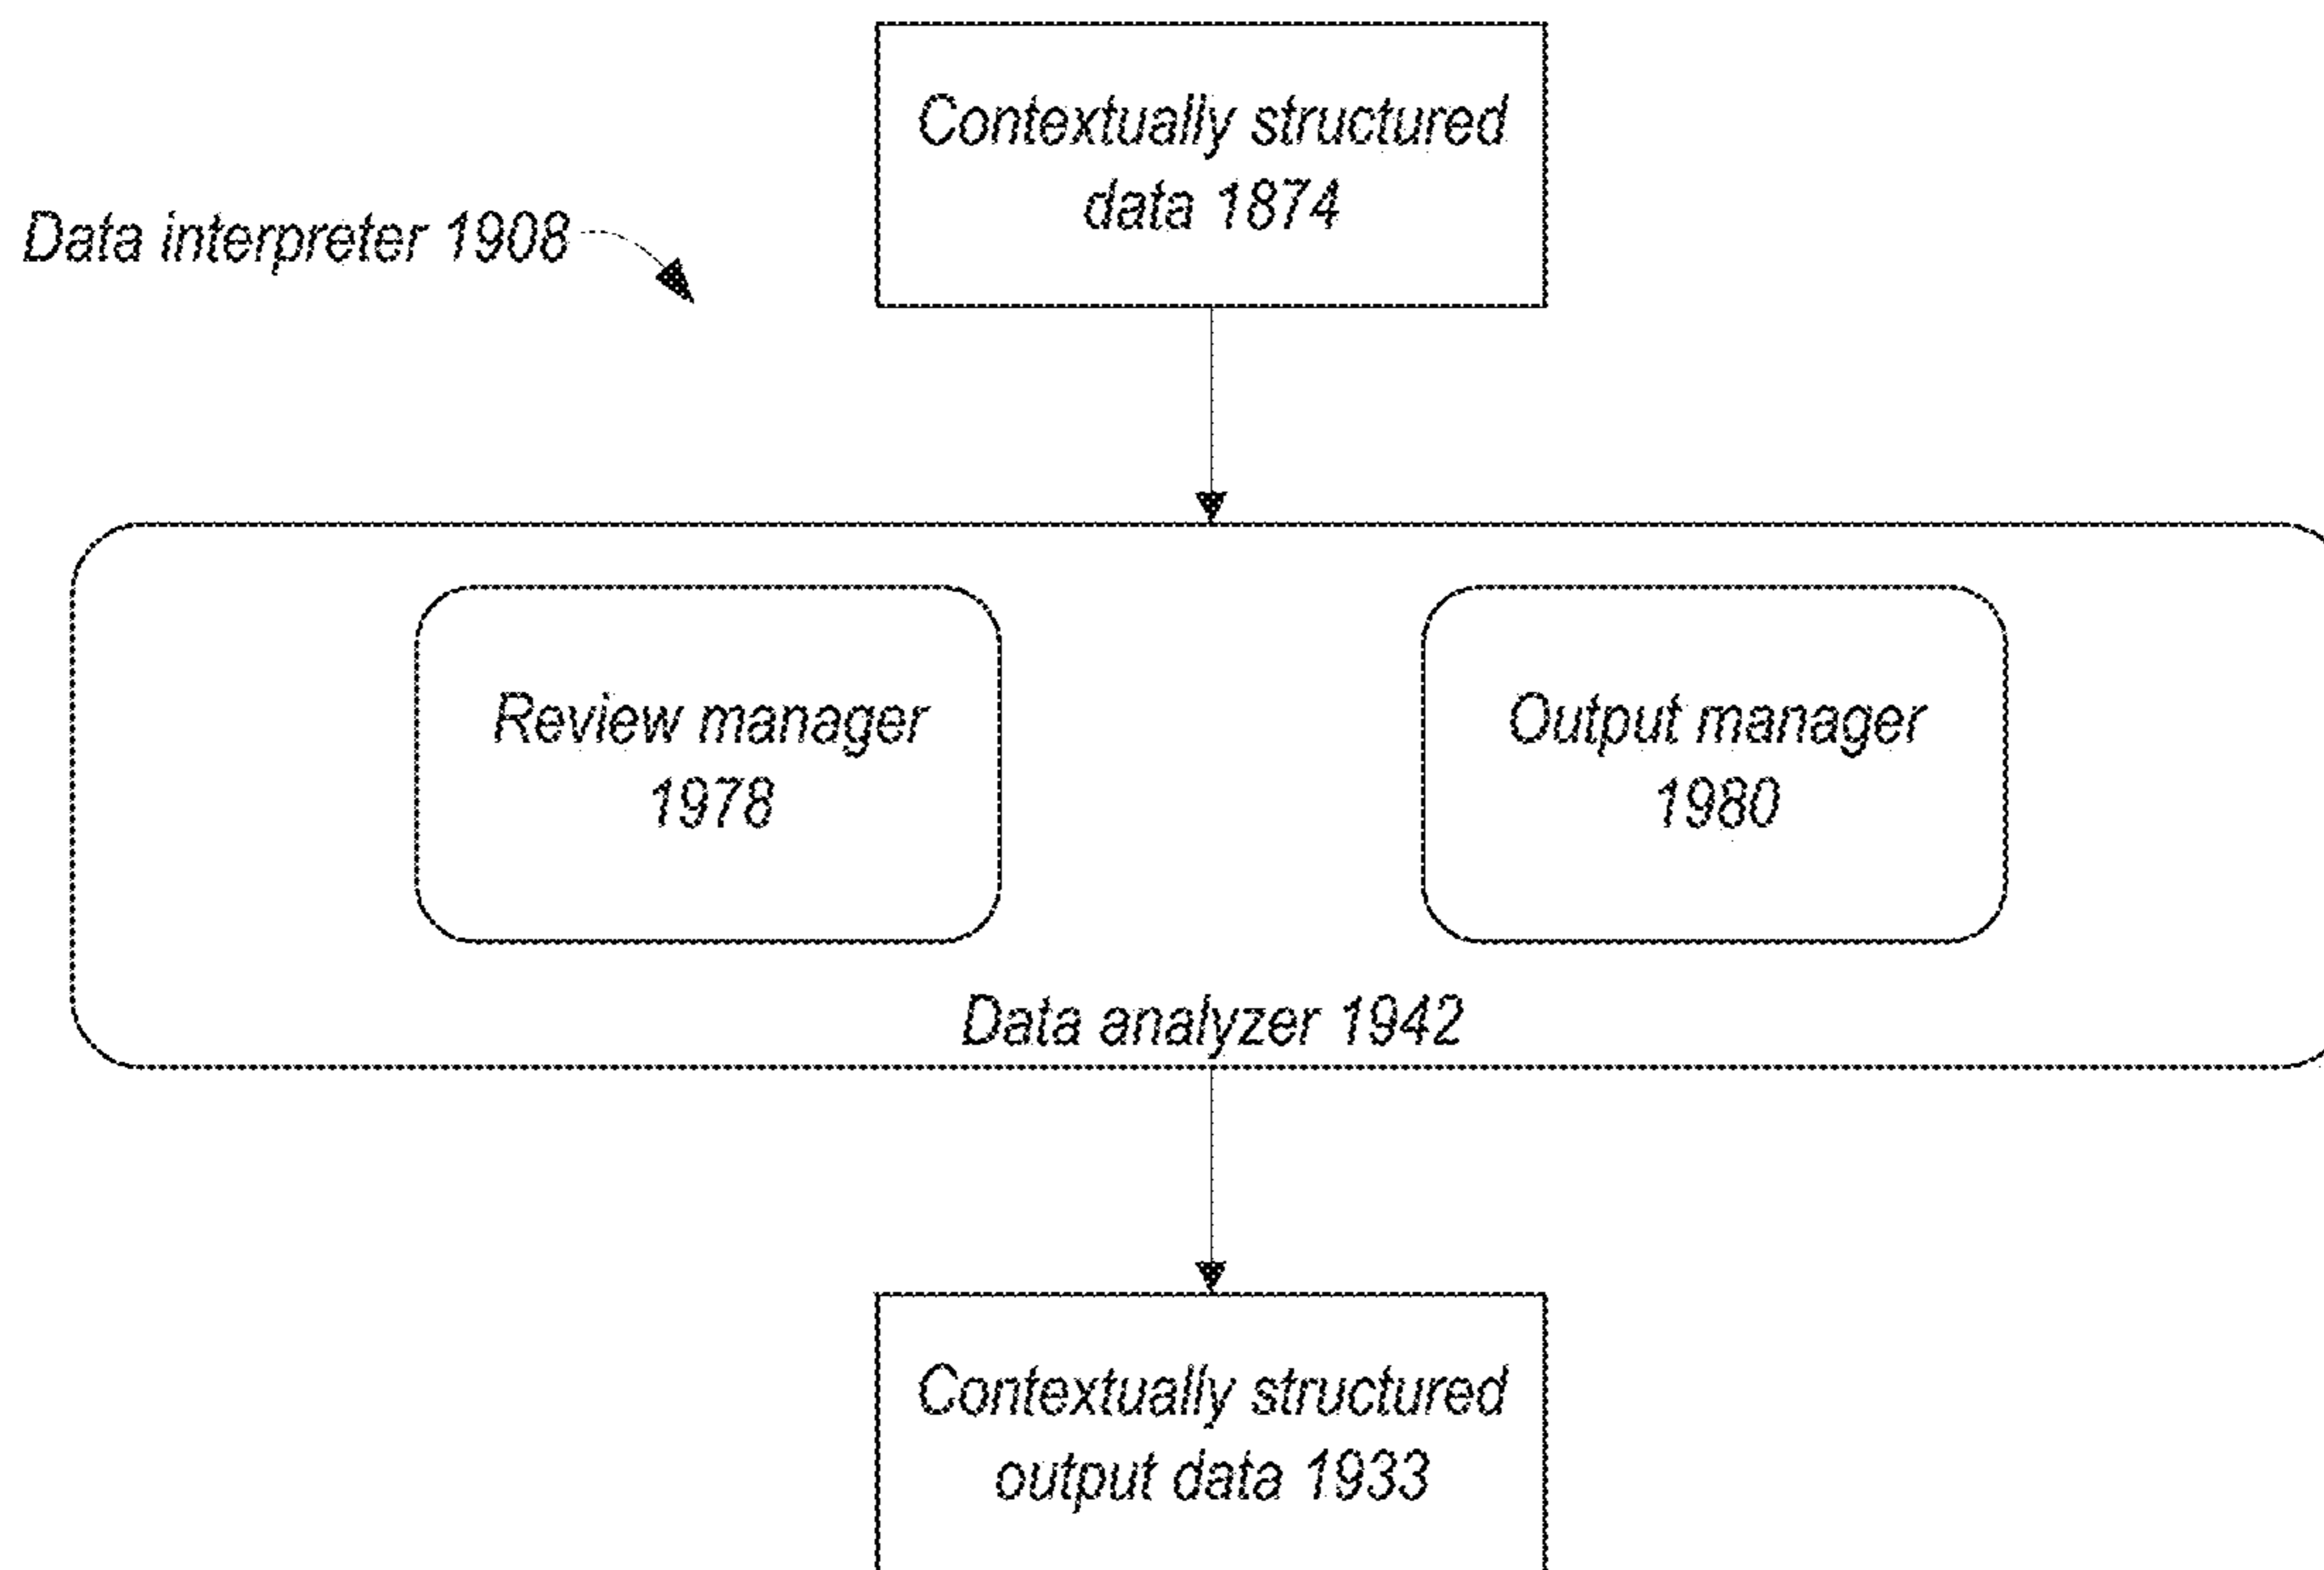 Contextually structured
data 1874
Data interpreter 1908
Review manager
1978
Output manager
1980
Data analyzer 1942
Contextually structured
output data 1933